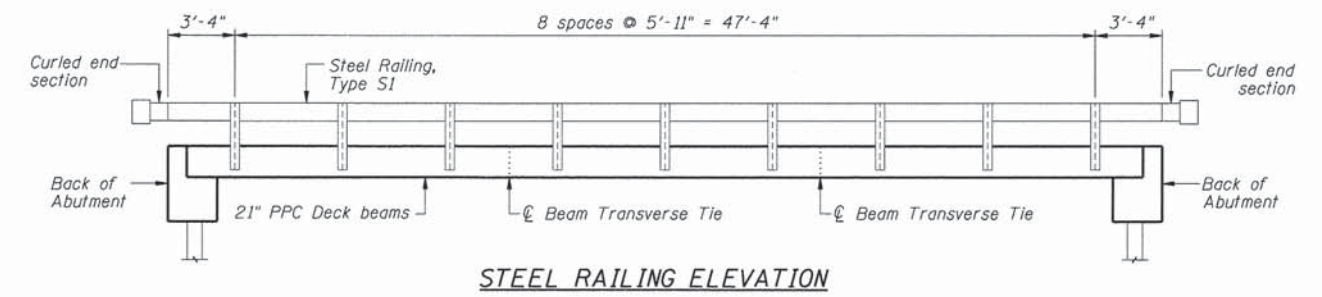 3'-4"
8 spaces @ 5'-11" = 47'-4"
3'-4"
Curled end
section
Steel Railing,
Type S1
Curled end
section
Back of
Abutment
21" PPC Deck beams
℄ Beam Transverse Tie
℄ Beam Transverse Tie
Back of
Abutment
STEEL RAILING ELEVATION